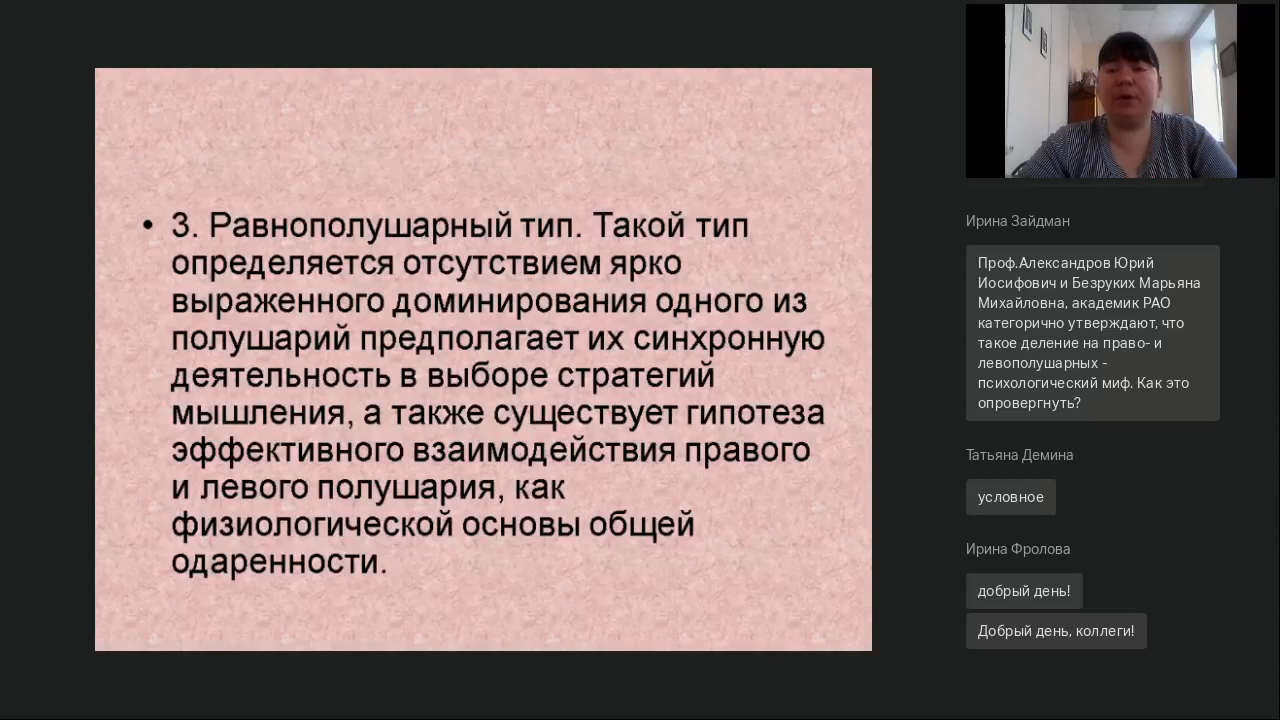 • 3. Равнополушарный тип. Такой тип
определяется отсутствием ярко
выраженного доминирования одного из
полушарий предполагает их синхронную
деятельность в выборе стратегий
мышления, а также существует гипотеза
эффективного взаимодействия правого
и левого полушария, как
физиологической основы общей
одаренности.
Ирина Зайдман
Проф.Александров Юрий
Иосифович и Безруких Марьяна
Михайловна, академик РАО
категорично утверждают, что
такое деление на право- и
левополушарных -
психологический миф. Как это
опровергнуть?
Татьяна Демина
условное
Ирина Фролова
добрый день!
Добрый день, коллеги!